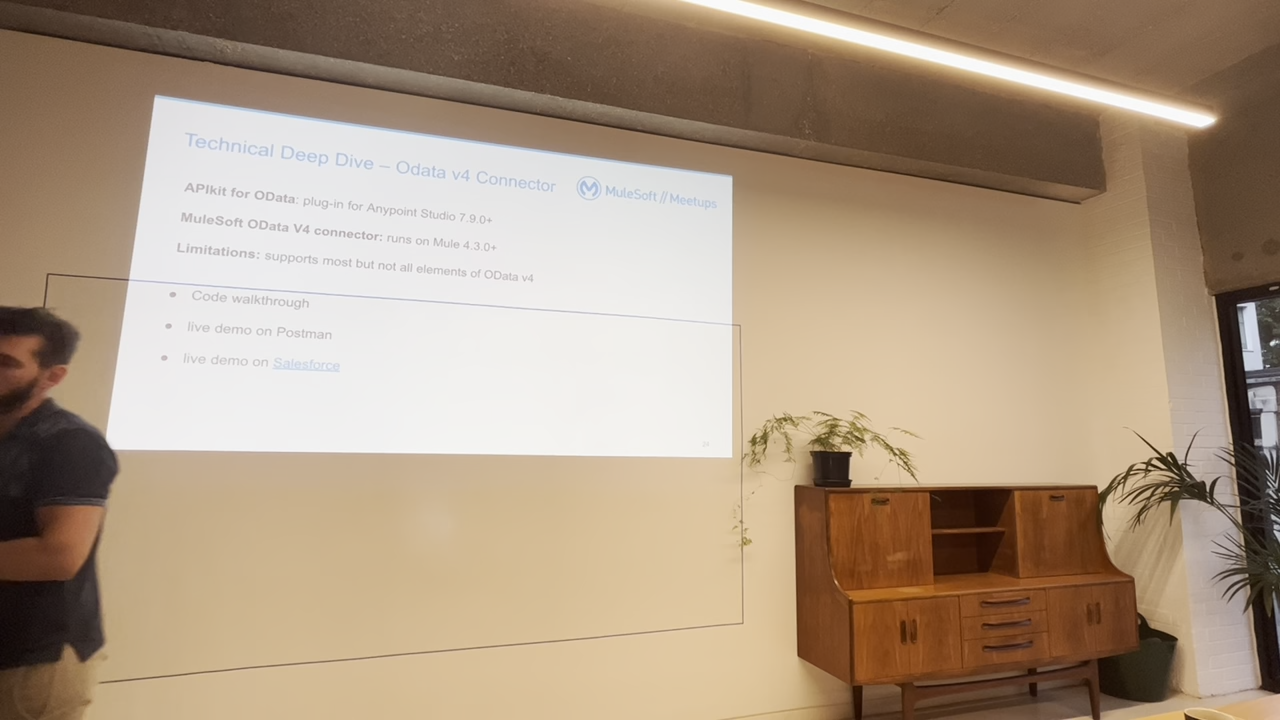 Technical Deep Dive – Odata v4 Connector
MuleSoft // Meetups
APIkit for OData: plug-in for Anypoint Studio 7.9.0+
MuleSoft OData V4 connector: runs on Mule 4.3.0+
Limitations: supports most but not all elements of OData v4
● Code walkthrough
● live demo on Postman
● live demo on Salesforce